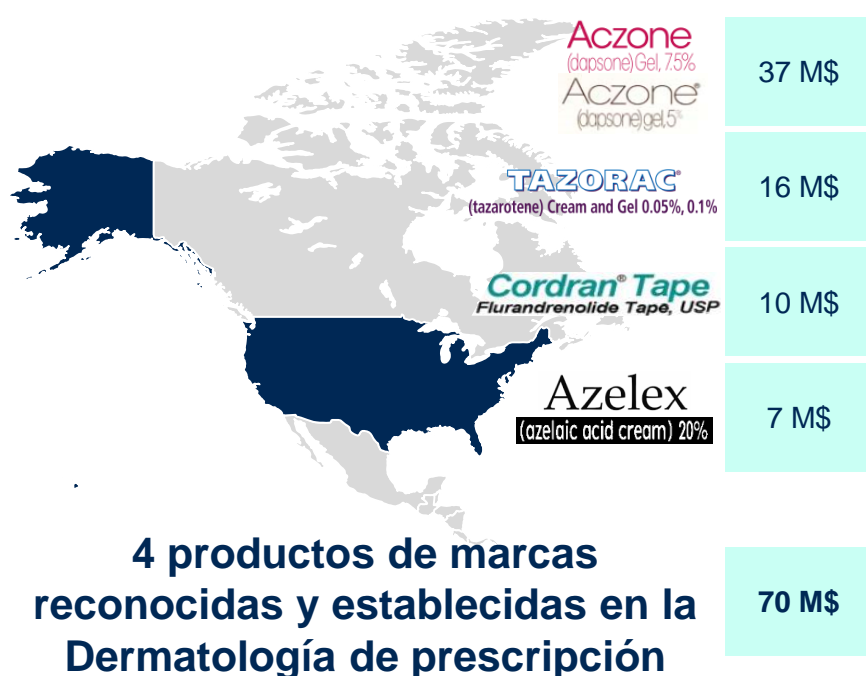 Aczone
(dapsone) Gel, 7.5%
37 M$
Aczone®
(dapsone) gel, 5%
TAZORAC®
16 M$
(tazarotene) Cream and Gel 0.05%, 0.1%
Cordran® Tape
10 M$
Flurandrenolide Tape, USP
Azelex
7 M$
(azelaic acid cream) 20%
4 productos de marcas
reconocidas y establecidas en la
70 M$
Dermatología de prescripción